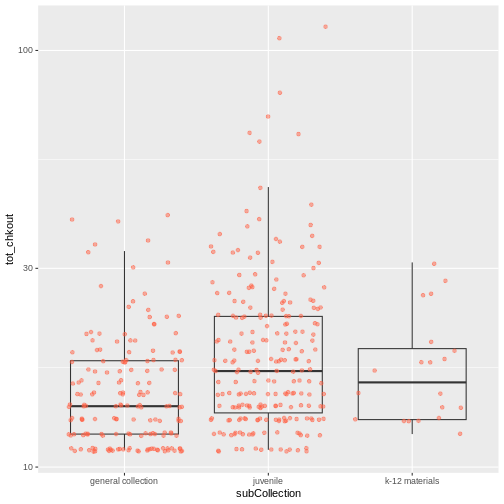 100
30
10
tot_chkout
general collection
juvenile
k-12 materials
subCollection